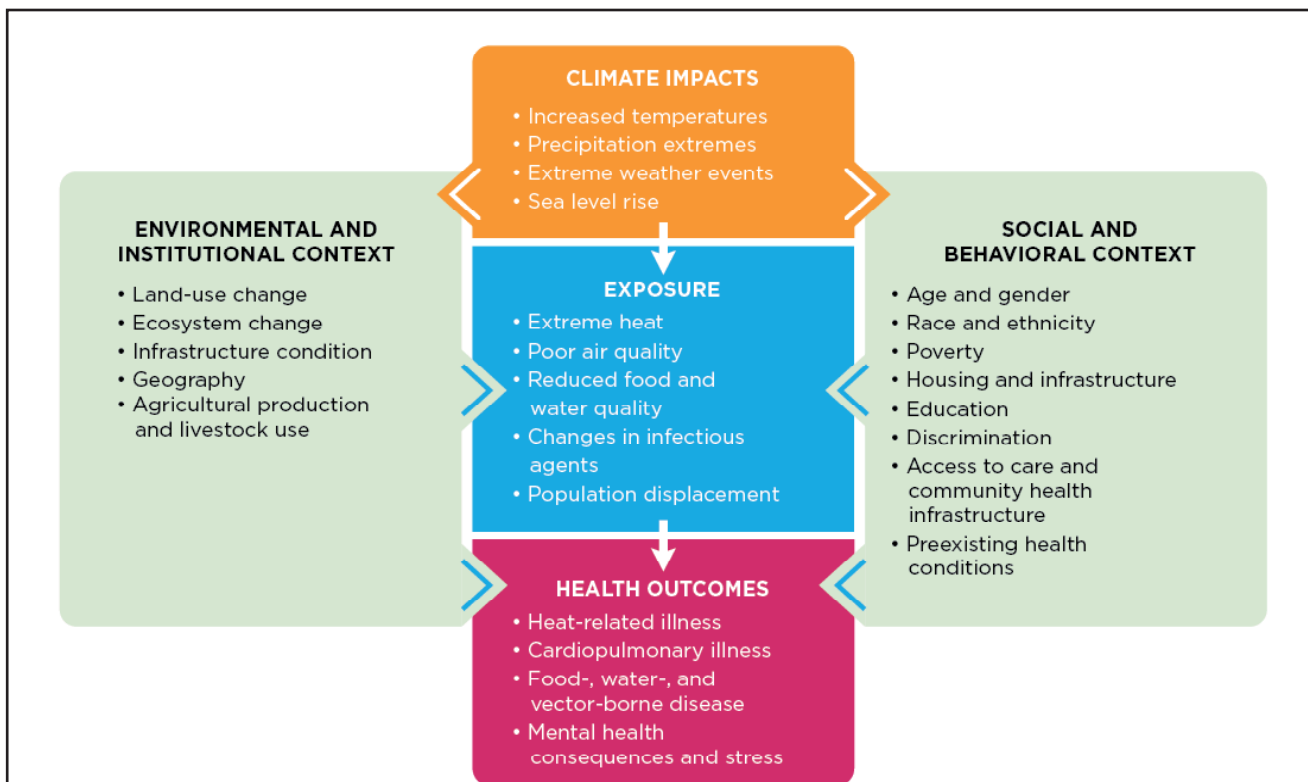 CLIMATE IMPACTS
• Increased temperatures
• Precipitation extremes
• Extreme weather events
• Sea level rise
ENVIRONMENTAL AND
INSTITUTIONAL CONTEXT
• Land-use change
• Ecosystem change
• Infrastructure condition
• Geography
• Agricultural production
and livestock use
EXPOSURE
• Extreme heat
• Poor air quality
• Reduced food and
water quality
• Changes in infectious
agents
• Population displacement
SOCIAL AND
BEHAVIORAL CONTEXT
• Age and gender
• Race and ethnicity
• Poverty
• Housing and infrastructure
• Education
• Discrimination
• Access to care and
community health
infrastructure
• Preexisting health
conditions
HEALTH OUTCOMES
• Heat-related illness
• Cardiopulmonary illness
• Food-, water-, and
vector-borne disease
• Mental health
consequences and stress